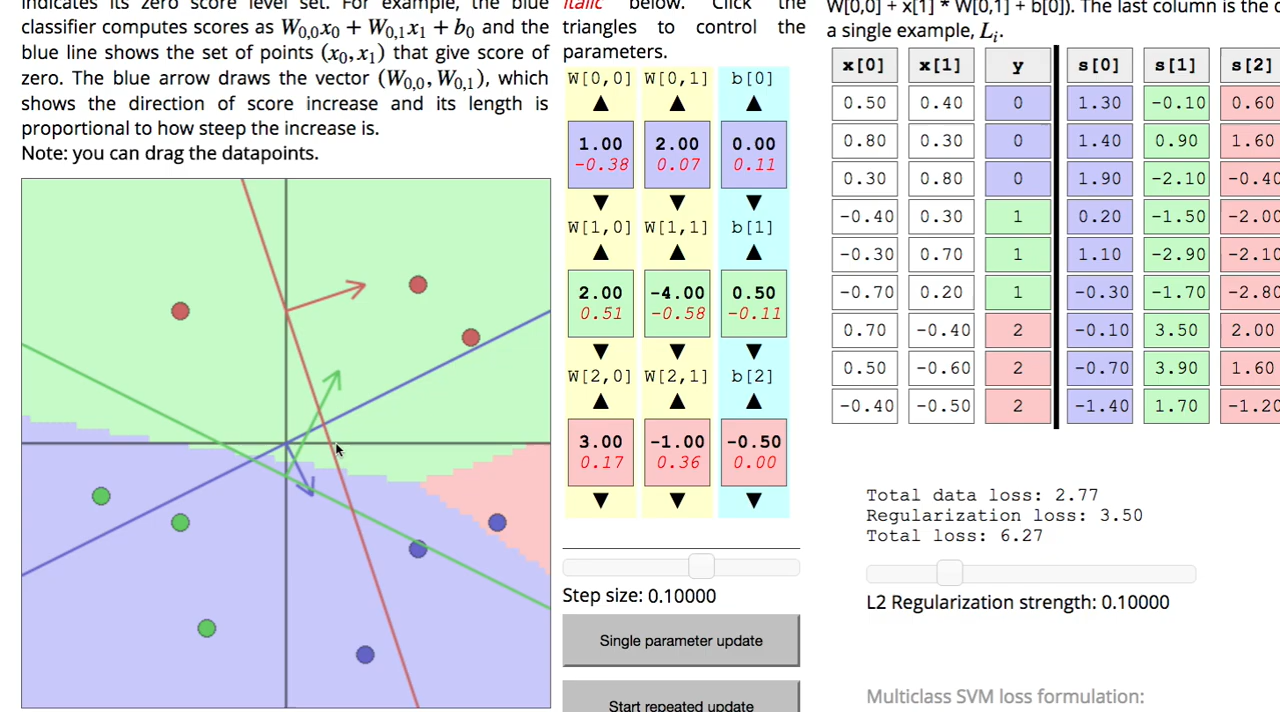 indicates its zero score level set. For example, the blue
classifier computes scores as W0,0x0 + W0,1x1 + b0 and the
blue line shows the set of points (x0, x1) that give score of
zero. The blue arrow draws the vector (W0,0, W0,1), which
shows the direction of score increase and its length is
proportional to how steep the increase is.
Note: you can drag the datapoints.
italic below. Click the
triangles to control the
parameters.
W[0,0] W[0,1] b[0]
▲ ▲ ▲
1.00 2.00 0.00
-0.38 0.07 0.11
▼ ▼ ▼
W[1,0] W[1,1] b[1]
▲ ▲ ▲
2.00 -4.00 0.50
0.51 -0.58 -0.11
▼ ▼ ▼
W[2,0] W[2,1] b[2]
▲ ▲ ▲
3.00 -1.00 -0.50
0.17 0.36 0.00
▼ ▼ ▼
Step size: 0.10000
Single parameter update
Start repeated update
W[0,0] + x[1] * W[0,1] + b[0]). The last column is the
a single example, Li.
x[0] x[1] y s[0] s[1] s[2]
0.50 0.40 0 1.30 -0.10 0.60
0.80 0.30 0 1.40 0.90 1.60
0.30 0.80 0 1.90 -2.10 -0.40
-0.40 0.30 1 0.20 -1.50 -2.00
-0.30 0.70 1 1.10 -2.90 -2.10
-0.70 0.20 1 -0.30 -1.70 -2.80
0.70 -0.40 2 -0.10 3.50 2.00
0.50 -0.60 2 -0.70 3.90 1.60
-0.40 -0.50 2 -1.40 1.70 -1.20
Total data loss: 2.77
Regularization loss: 3.50
Total loss: 6.27
L2 Regularization strength: 0.10000
Multiclass SVM loss formulation: